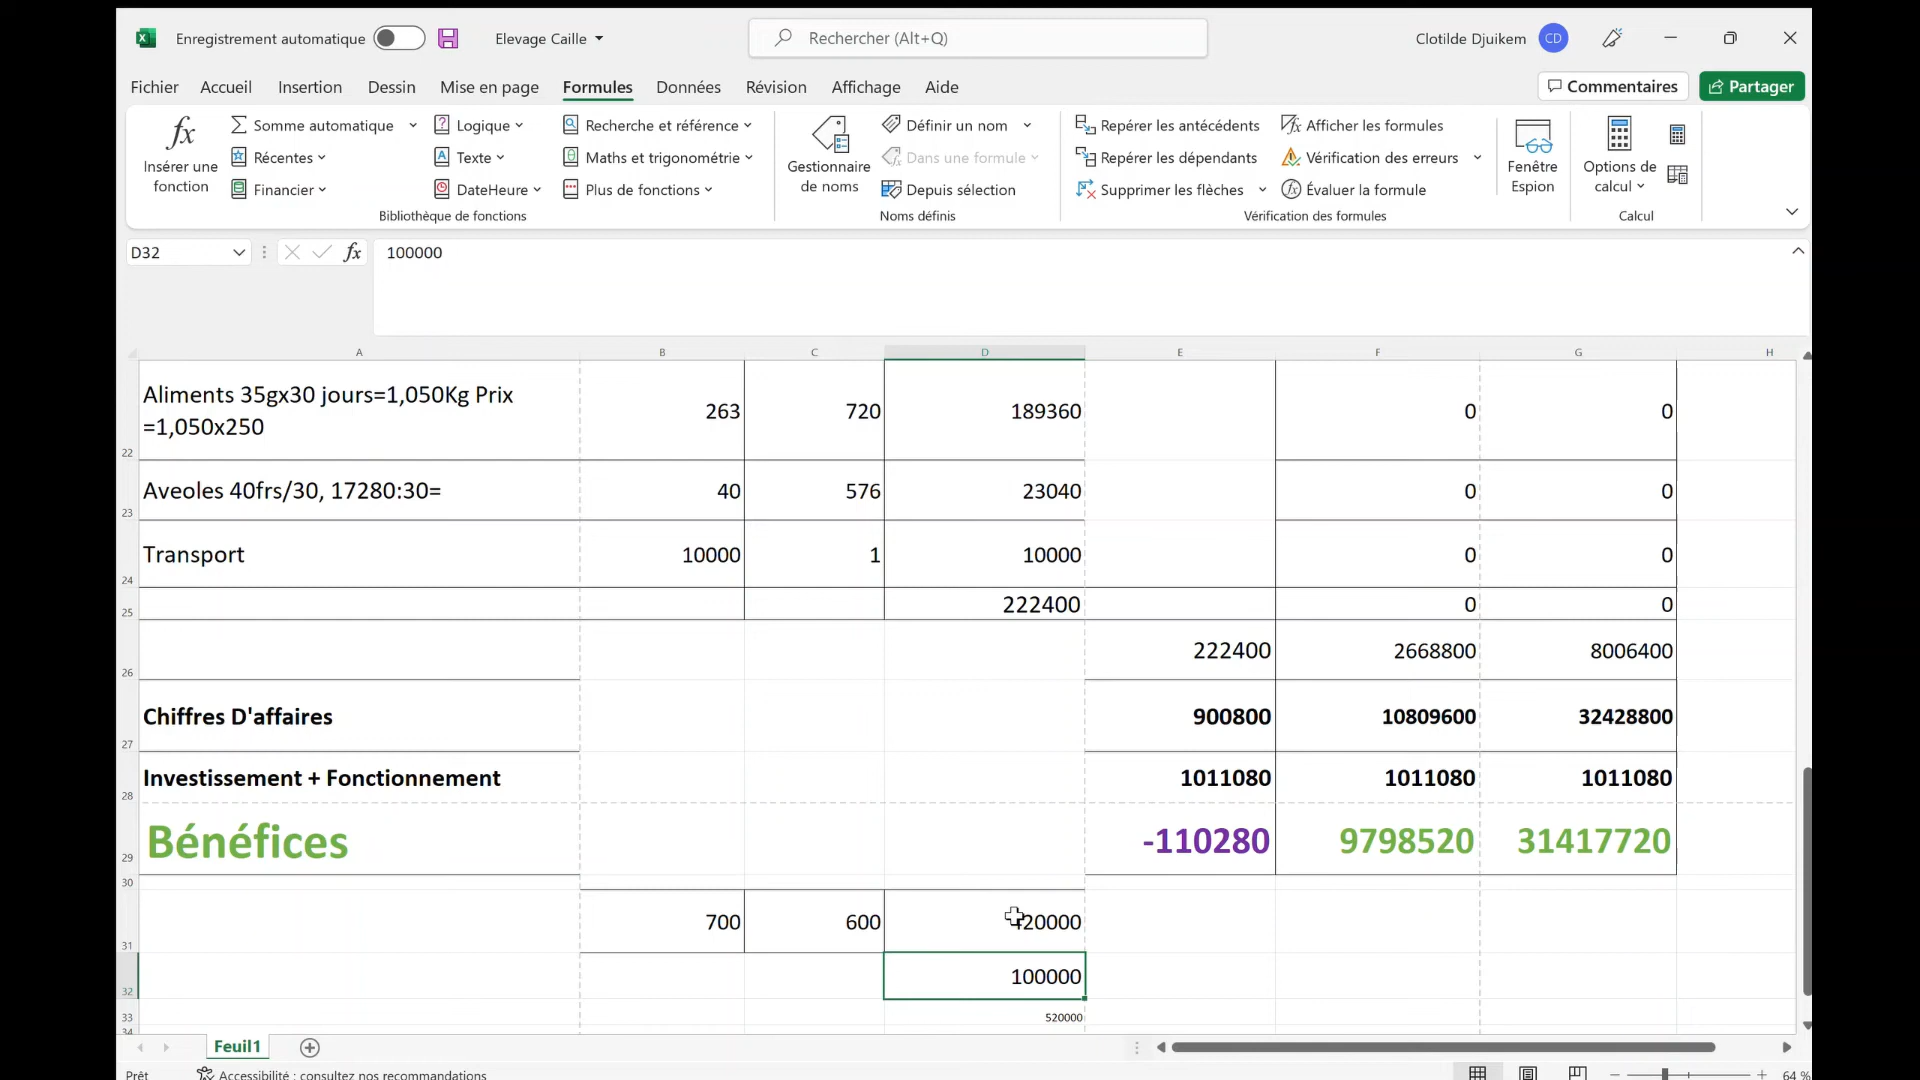 Enregistrement automatique
Elevage Caille
Rechercher (Alt+Q)
Clotilde Djuikem CD
Fichier Accueil Insertion Dessin Mise en page Formules Données Révision Affichage Aide
Commentaires Partager
Insérer une fonction
Somme automatique
Récentes
Financier
Logique
Texte
DateHeure
Recherche et référence
Maths et trigonométrie
Plus de fonctions
Bibliothèque de fonctions
Gestionnaire de noms
Définir un nom
Dans une formule
Depuis sélection
Noms définis
Repérer les antécédents
Repérer les dépendants
Supprimer les flèches
Afficher les formules
Vérification des erreurs
Évaluer la formule
Vérification des formules
Fenêtre Espion
Options de calcul
Calcul
D32 fx 100000
A B C D E F G H
22 Aliments 35gx30 jours=1,050Kg Prix
=1,050x250 263 720 189360 0 0
23 Aveoles 40frs/30, 17280:30= 40 576 23040 0 0
24 Transport 10000 1 10000 0 0
25 222400 0 0
26 222400 2668800 8006400
27 Chiffres D'affaires 900800 10809600 32428800
28 Investissement + Fonctionnement 1011080 1011080 1011080
29 Bénéfices -110280 9798520 31417720
30
31 700 600 420000
32 100000
33 520000
34
Feuil1
Prêt Accessibilité : consultez nos recommandations 64 %